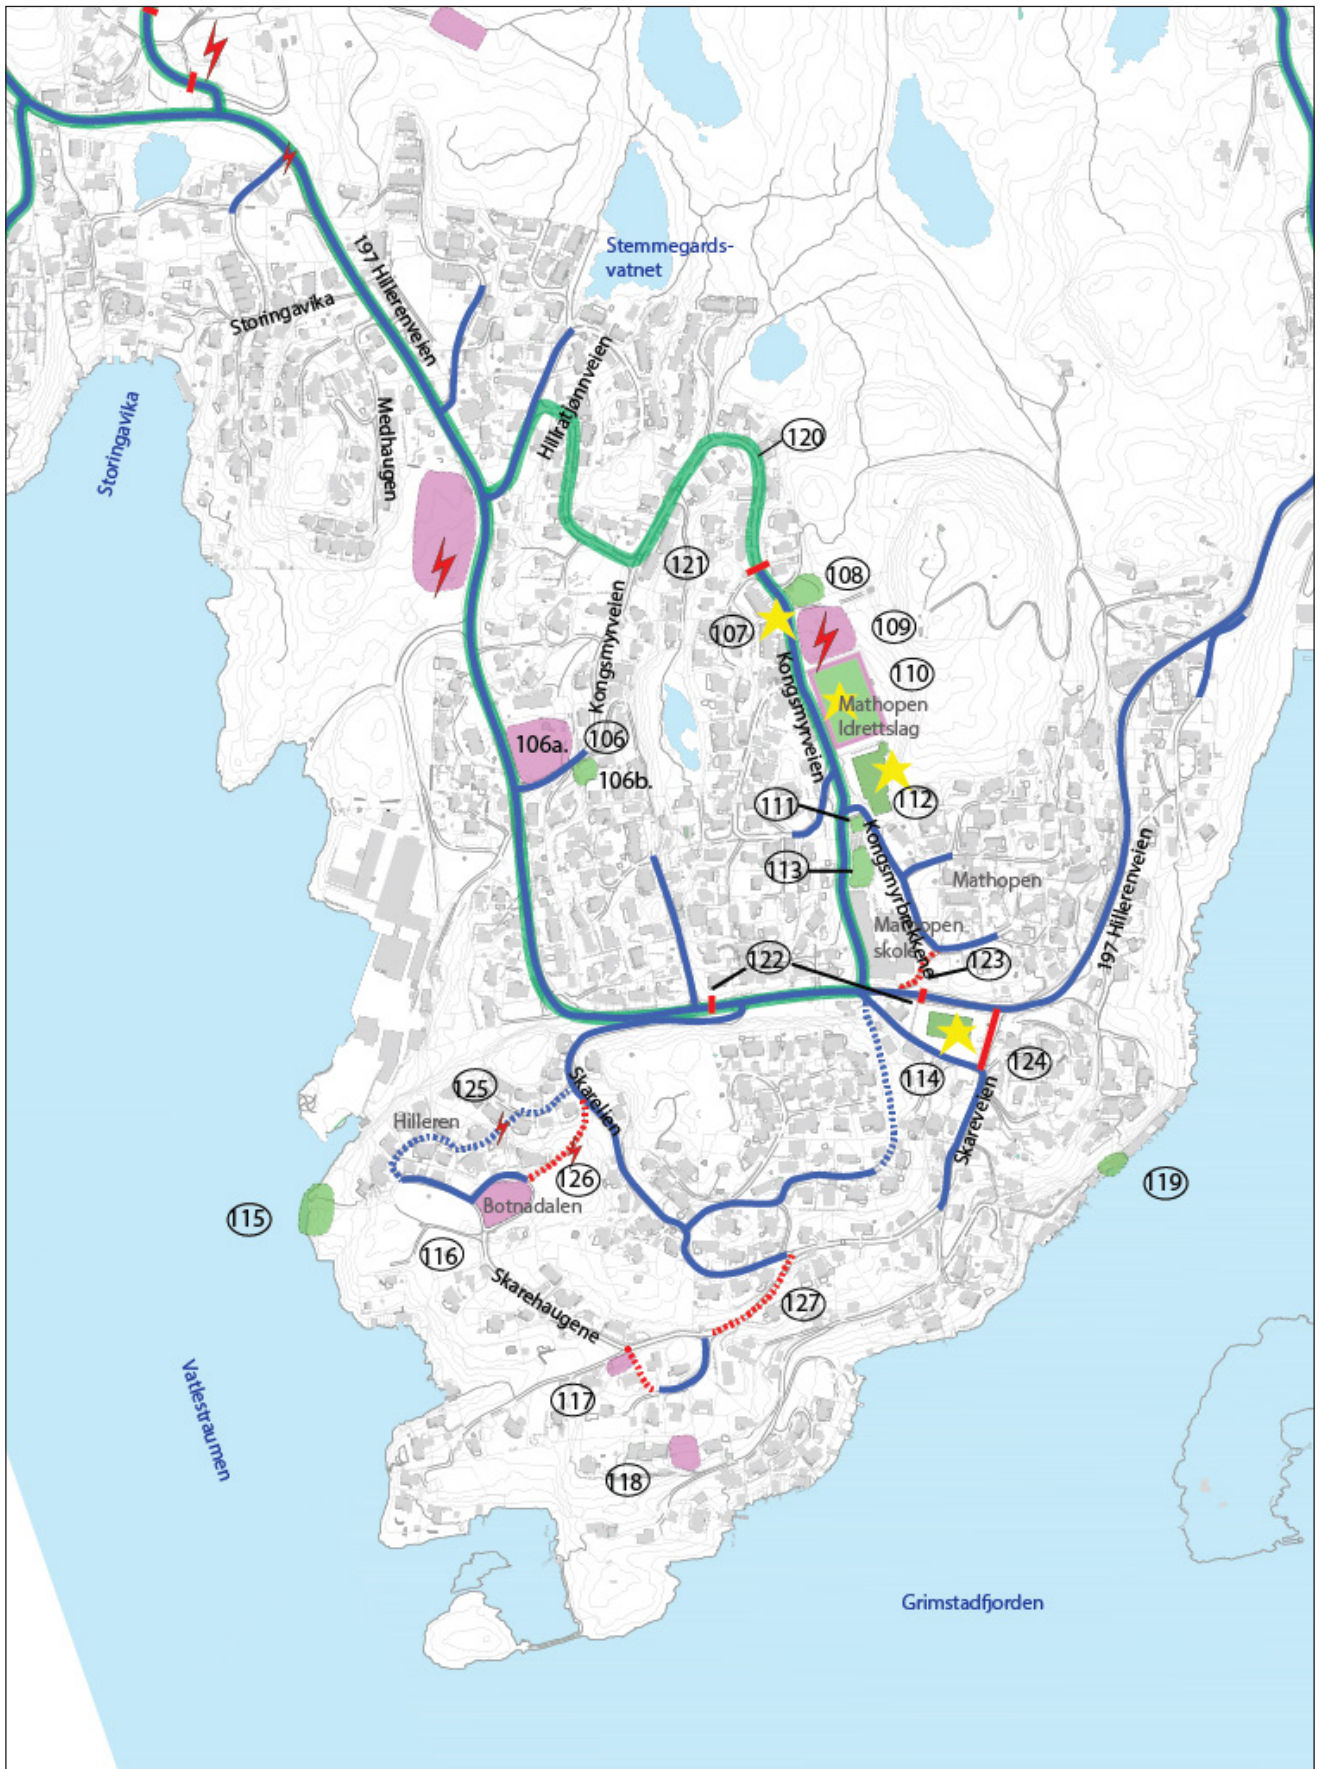 Stemmegards-
vatnet
197 Hillerenveien
Storingavika
Hillratjønnveien
Medhaugen
Storingavika
120
121
108
107
109
Kongsmyrveien
110
Kongsmyrveien
Mathopen
Idrettslag
106a.
106
106b.
112
111
113
Kongsmyrbrekkene
Mathopen
197 Hillerenveien
Mathopen
skole
122
123
124
114
125
Skarelien
Hilleren
Skareveien
126
119
Botnadalen
115
116
Skarehaugene
127
117
Vatlestraumen
118
Grimstadfjorden